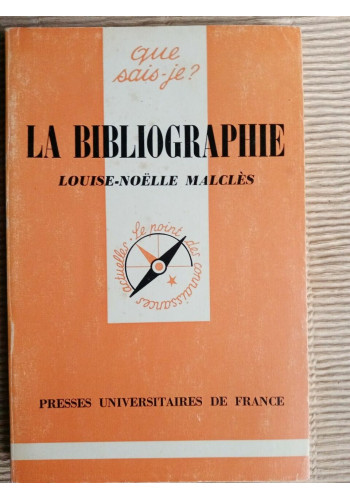 que
sais-je?
LA BIBLIOGRAPHIE
LOUISE-NOËLLE MALCLÈS
Le point des connaissances actuelles
PRESSES UNIVERSITAIRES DE FRANCE